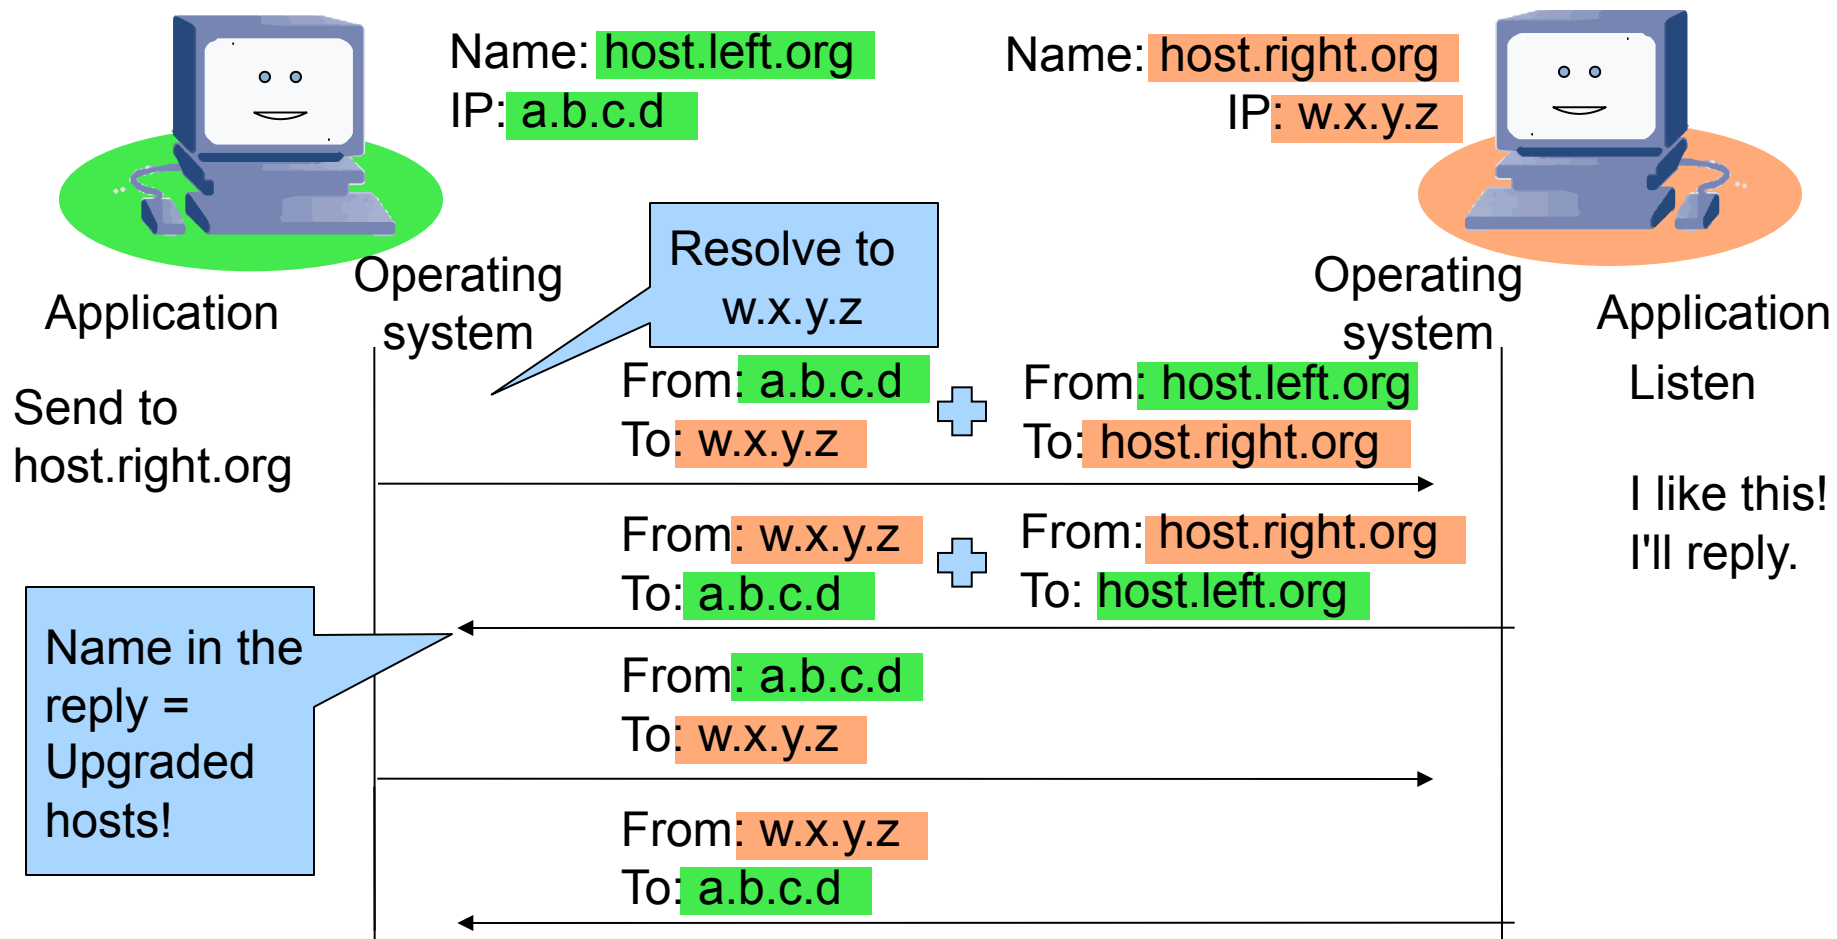 Name: host.left.org
IP: a.b.c.d
Name: host.right.org
IP: w.x.y.z
Application
Operating
system
Resolve to
w.x.y.z
Operating
system
Application
Send to
host.right.org
From: a.b.c.d
To: w.x.y.z
From: host.left.org
To: host.right.org
Listen
I like this!
I'll reply.
From: w.x.y.z
To: a.b.c.d
From: host.right.org
To: host.left.org
Name in the
reply =
Upgraded
hosts!
From: a.b.c.d
To: w.x.y.z
From: w.x.y.z
To: a.b.c.d